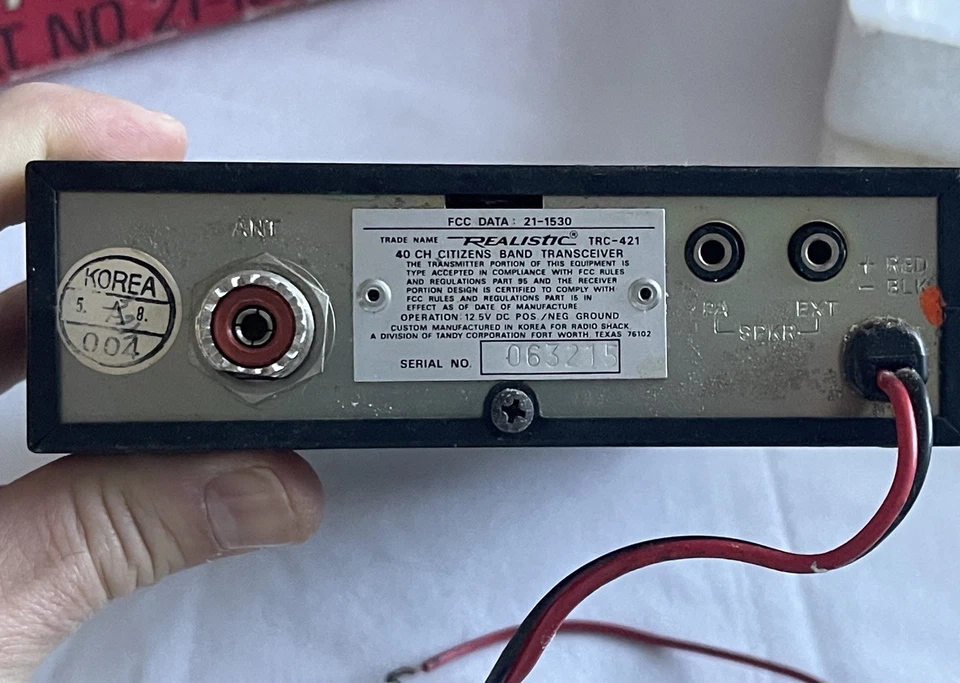 T. NO. 21-15
ANT
KOREA
5. A 8.
004
FCC DATA: 21-1530
TRADE NAME REALISTIC® TRC-421
40 CH CITIZENS BAND TRANSCEIVER
THE TRANSMITTER PORTION OF THIS EQUIPMENT IS
TYPE ACCEPTED IN COMPLIANCE WITH FCC RULES
AND REGULATIONS PART 95 AND THE RECEIVER
PORTION DESIGN IS CERTIFIED TO COMPLY WITH
FCC RULES AND REGULATIONS PART 15 IN
EFFECT AS OF DATE OF MANUFACTURE
OPERATION: 12.5V DC POS./NEG GROUND
CUSTOM MANUFACTURED IN KOREA FOR RADIO SHACK,
A DIVISION OF TANDY CORPORATION FORT WORTH, TEXAS 76102
SERIAL NO. 063215
PA EXT
SPKR
+ RED
- BLK